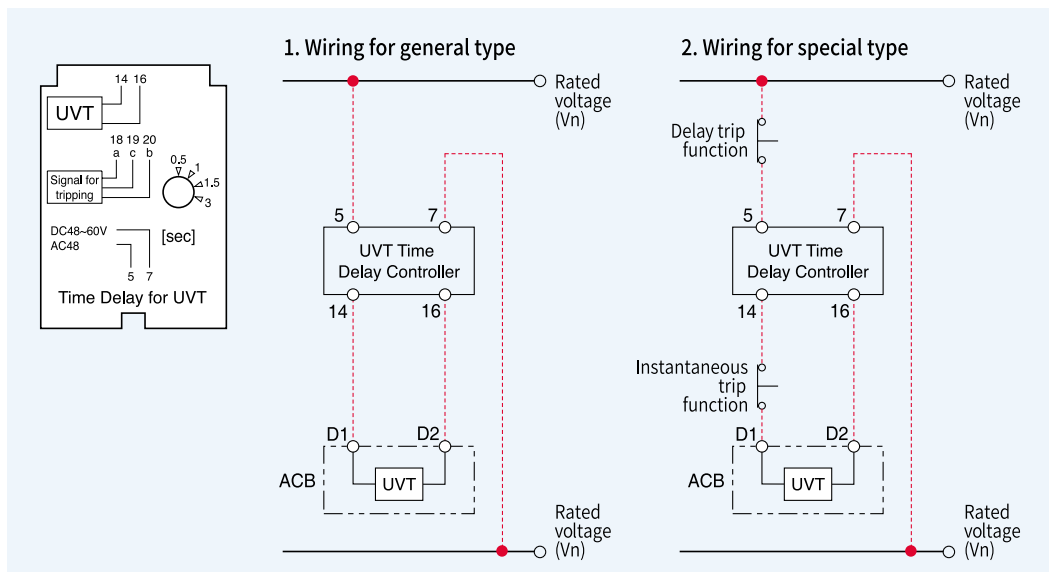 14 16
UVT
18 19 20
a c b
Signal for
tripping
0.5
1
1.5
3
DC48~60V
AC48
[sec]
5 7
Time Delay for UVT
1. Wiring for general type
Rated
voltage
(Vn)
5 7
UVT Time
Delay Controller
14 16
D1 D2
ACB
UVT
Rated
voltage
(Vn)
2. Wiring for special type
Rated
voltage
(Vn)
Delay trip
function
5 7
UVT Time
Delay Controller
14 16
Instantaneous
trip
function
D1 D2
ACB
UVT
Rated
voltage
(Vn)